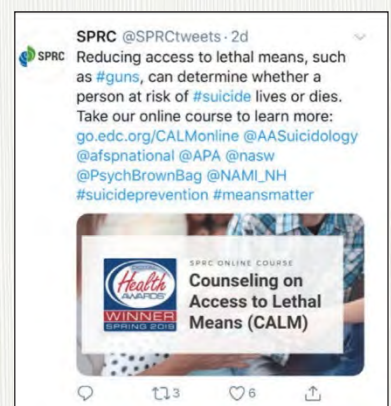 SPRC @SPRCtweets · 2d
SPRC
Reducing access to lethal means, such
as #guns, can determine whether a
person at risk of #suicide lives or dies.
Take our online course to learn more:
go.edc.org/CALMonline @AASuicidology
@afspnational @APA @nasw
@PsychBrownBag @NAMI_NH
#suicideprevention #meansmatter
SPRC ONLINE COURSE
Counseling on
Access to Lethal
Means (CALM)
Health
AWARDS
WINNER
SPRING 2019
3 6